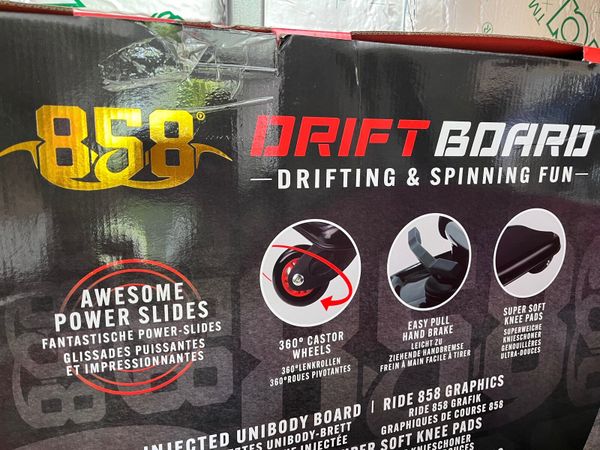 858
DRIFT BOARD
DRIFTING & SPINNING FUN
AWESOME
POWER SLIDES
FANTASTISCHE POWER-SLIDES
GLISSADES PUISSANTES
ET IMPRESSIONNANTES
360° CASTOR
WHEELS
360°LENKROLLEN
360°ROUES PIVOTANTES
EASY PULL
HAND BRAKE
LEICHT ZU
ZIEHENDE HANDBREMSE
FREIN À MAIN FACILE À TIRER
SUPER SOFT
KNEE PADS
SUPERWEICHE
KNIESCHONER
GENOUILLÈRES
ULTRA-DOUCES
INJECTED UNIBODY BOARD | RIDE 858 GRAPHICS
UNIBODY-BRETT
RIDE 858 GRAFIK
INJECTÉE
GRAPHIQUES DE COURSE 858
SUPER SOFT KNEE PADS
KNIESCHONER